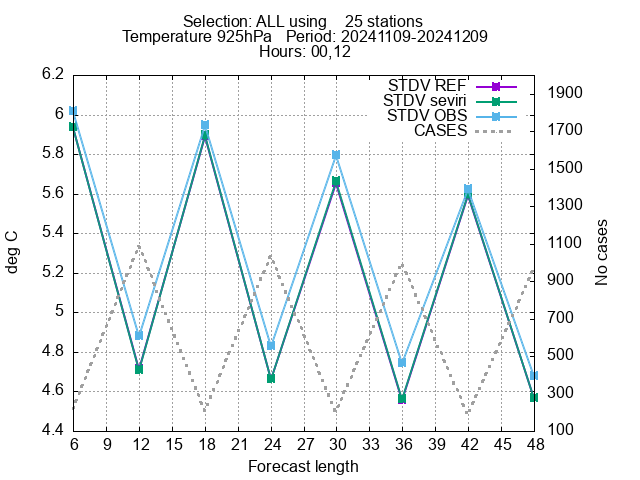 Selection: ALL using    25 stations
Temperature 925hPa   Period: 20241109-20241209
Hours: 00,12
STDV REF
STDV seviri
STDV OBS
CASES
deg C
6.2
6
5.8
5.6
5.4
5.2
5
4.8
4.6
4.4
1900
1700
1500
1300
1100
900
700
500
300
100
No cases
6 9 12 15 18 21 24 27 30 33 36 39 42 45 48
Forecast length